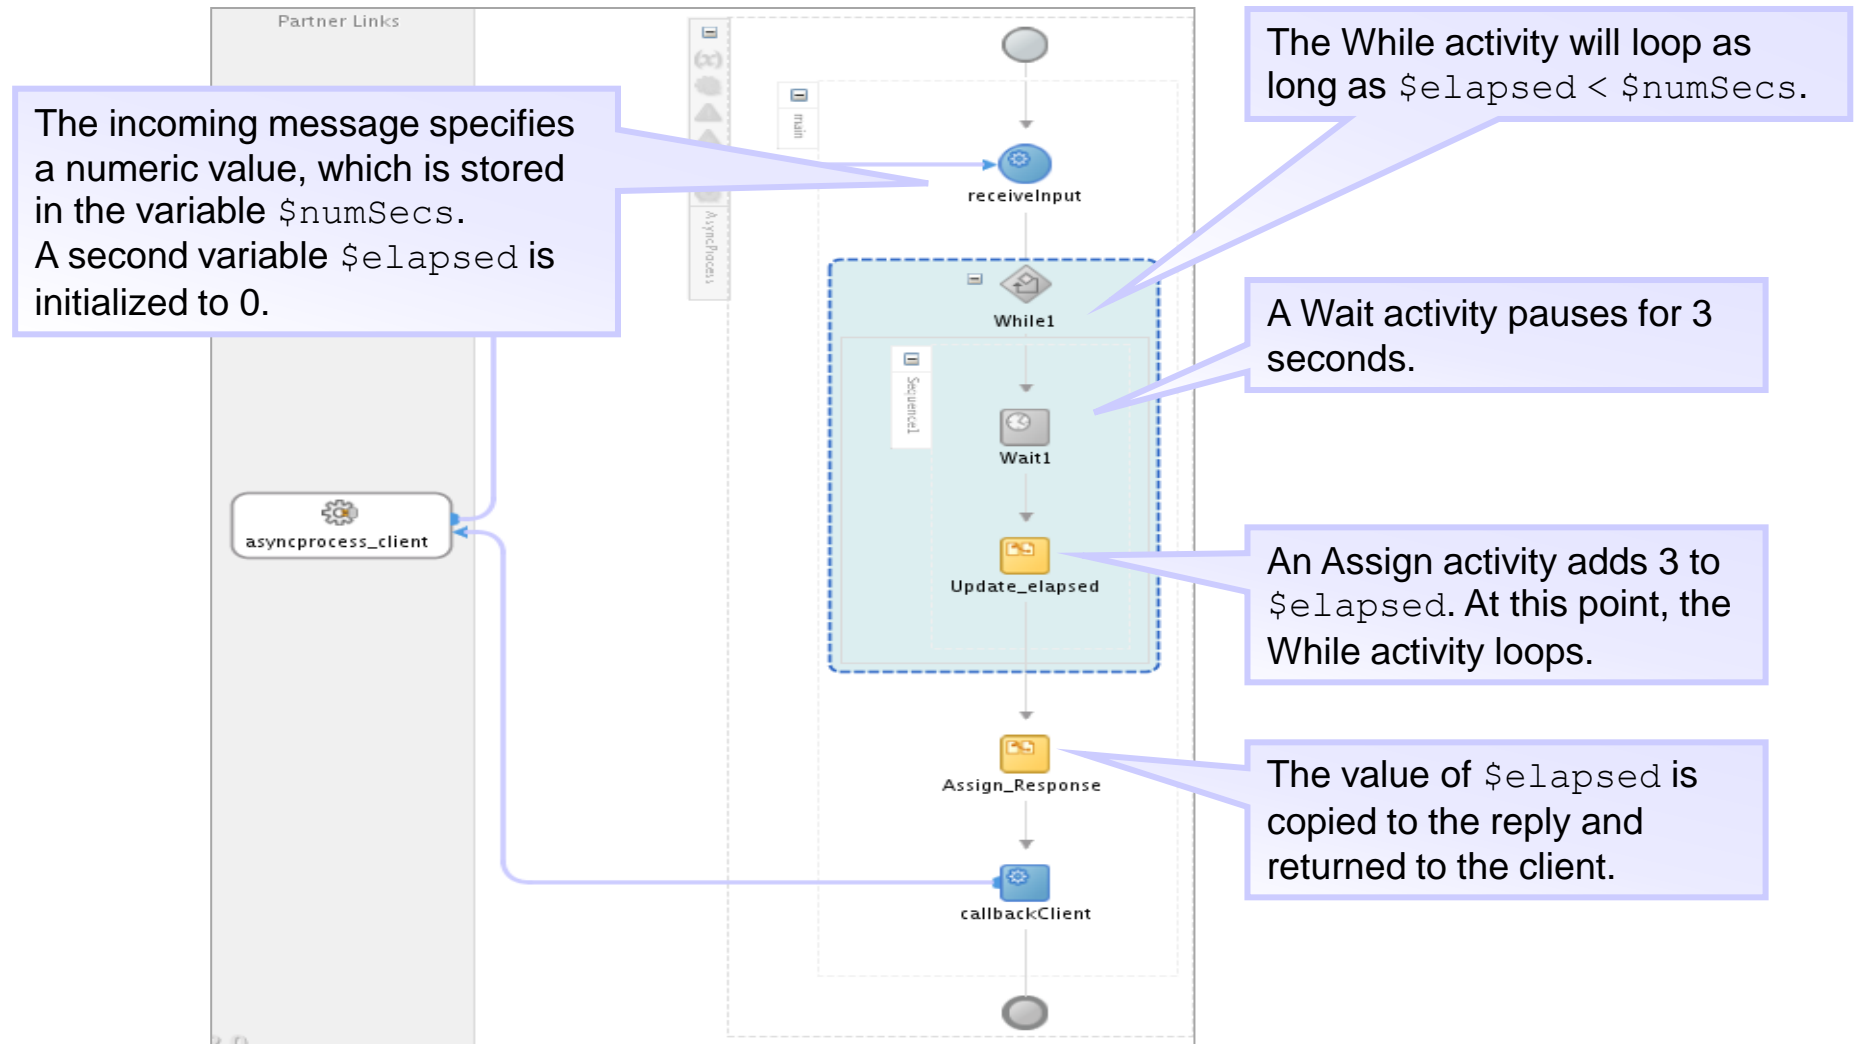 Partner Links
The incoming message specifies
a numeric value, which is stored
in the variable $numSecs.
A second variable $elapsed is
initialized to 0.
main
AsyncProcess
receiveInput
The While activity will loop as
long as $elapsed < $numSecs.
While1
Sequence1
A Wait activity pauses for 3
seconds.
Wait1
asyncprocess_client
Update_elapsed
An Assign activity adds 3 to
$elapsed. At this point, the
While activity loops.
Assign_Response
The value of $elapsed is
copied to the reply and
returned to the client.
callbackClient